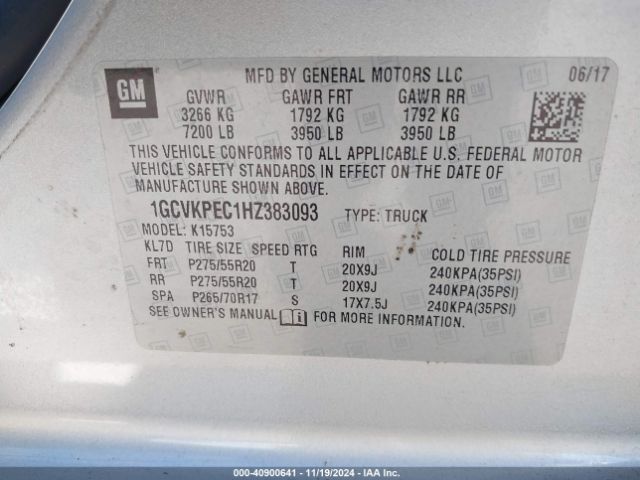 GM
MFD BY GENERAL MOTORS LLC 06/17
GVWR GAWR FRT GAWR RR
3266 KG 1792 KG 1792 KG
7200 LB 3950 LB 3950 LB
THIS VEHICLE CONFORMS TO ALL APPLICABLE U.S. FEDERAL MOTOR
VEHICLE SAFETY STANDARDS IN EFFECT ON THE DATE OF
MANUFACTURE SHOWN ABOVE.
1GCVKPEC1HZ383093 TYPE: TRUCK
MODEL: K15753
KL7D TIRE SIZE SPEED RTG RIM COLD TIRE PRESSURE
FRT P275/55R20 T 20X9J 240KPA(35PSI)
RR P275/55R20 T 20X9J 240KPA(35PSI)
SPA P265/70R17 S 17X7.5J 240KPA(35PSI)
SEE OWNER'S MANUAL i FOR MORE INFORMATION.
000-40900641 - 11/19/2024 - IAA Inc.